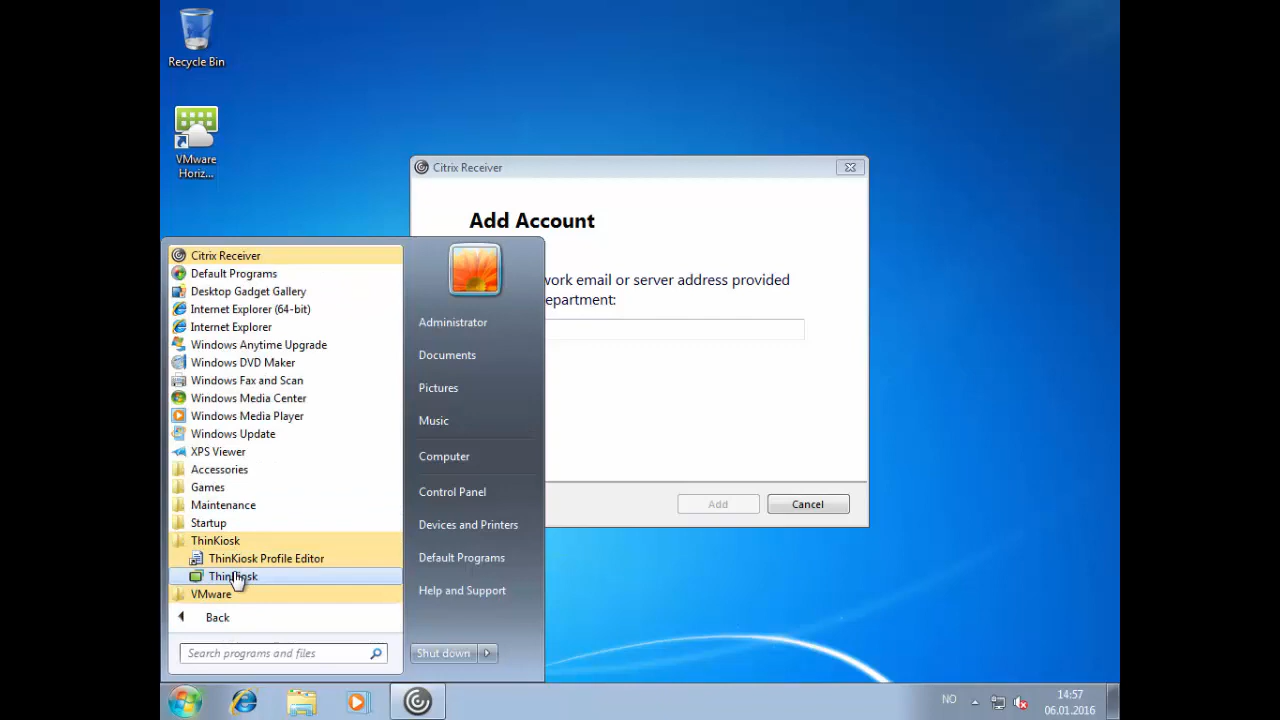 Recycle Bin
VMware
Horiz...
Citrix Receiver
Add Account
work email or server address provided
epartment:
Add
Cancel
Citrix Receiver
Default Programs
Desktop Gadget Gallery
Internet Explorer (64-bit)
Internet Explorer
Windows Anytime Upgrade
Windows DVD Maker
Windows Fax and Scan
Windows Media Center
Windows Media Player
Windows Update
XPS Viewer
Accessories
Games
Maintenance
Startup
ThinKiosk
ThinKiosk Profile Editor
ThinKiosk
VMware
Back
Search programs and files
Administrator
Documents
Pictures
Music
Computer
Control Panel
Devices and Printers
Default Programs
Help and Support
Shut down
NO
14:57
06.01.2016